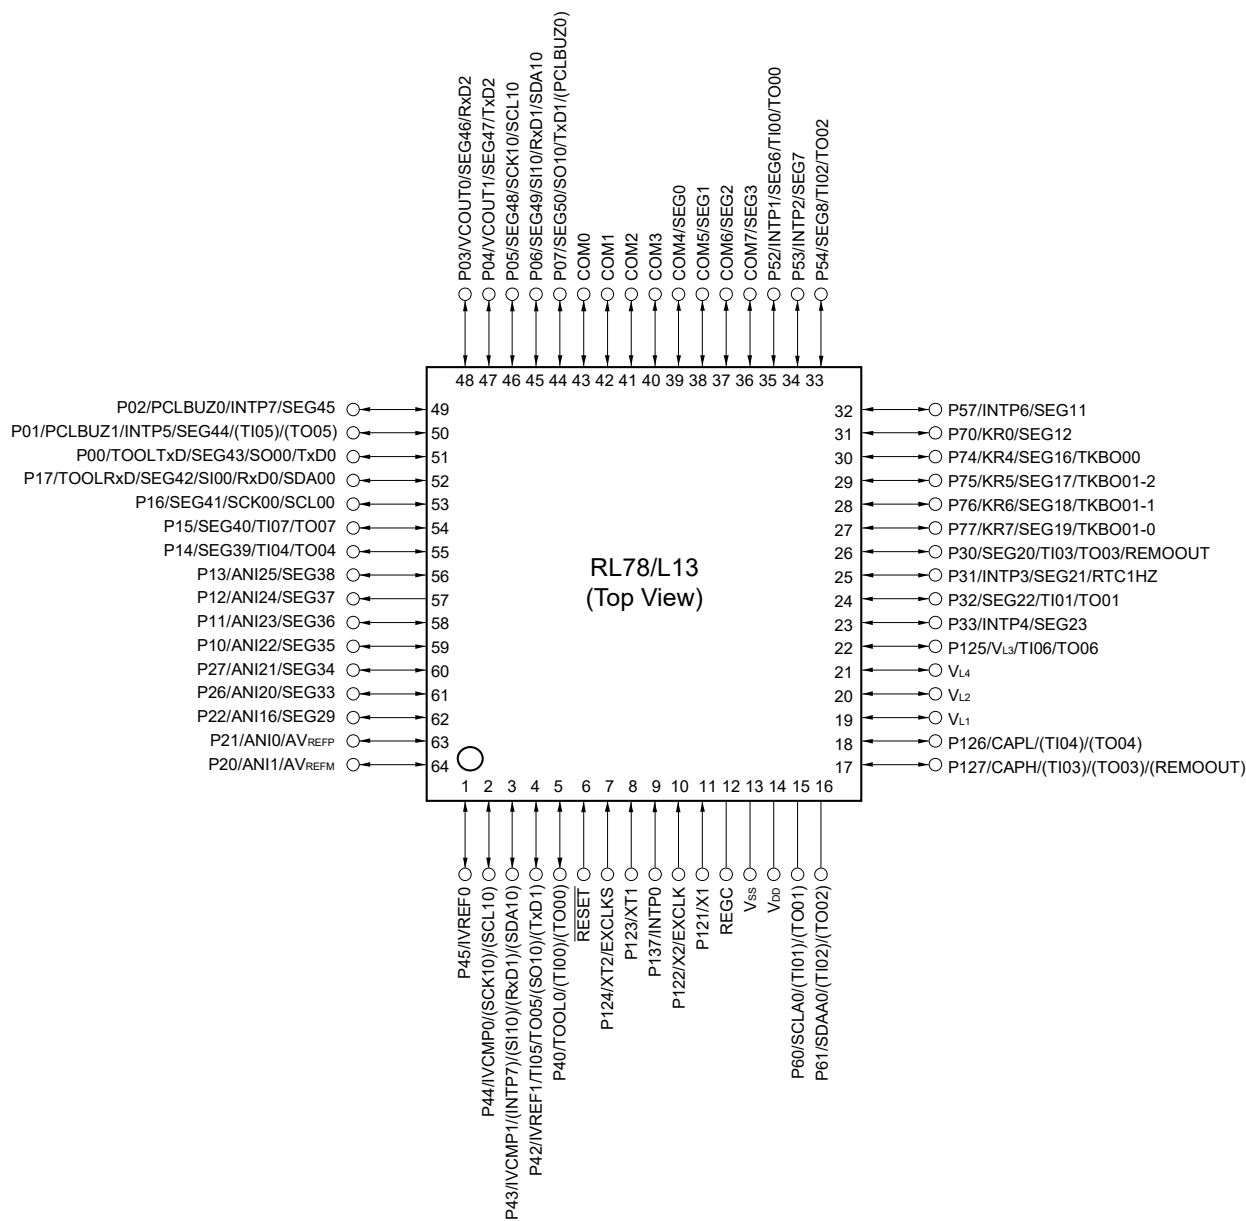 P03/VCOUT0/SEG46/RxD2
P04/VCOUT1/SEG47/TxD2
P05/SEG48/SCK10/SCL10
P06/SEG49/SI10/RxD1/SDA10
P07/SEG50/SO10/TxD1/(PCLBUZ0)
COM0
COM1
COM2
COM3
COM4/SEG0
COM5/SEG1
COM6/SEG2
COM7/SEG3
P52/INTP1/SEG6/TI00/TO00
P53/INTP2/SEG7
P54/SEG8/TI02/TO02
48 47 46 45 44 43 42 41 40 39 38 37 36 35 34 33
P02/PCLBUZ0/INTP7/SEG45 49
P01/PCLBUZ1/INTP5/SEG44/(TI05)/(TO05) 50
P00/TOOLTxD/SEG43/SO00/TxD0 51
P17/TOOLRxD/SEG42/SI00/RxD0/SDA00 52
P16/SEG41/SCK00/SCL00 53
P15/SEG40/TI07/TO07 54
P14/SEG39/TI04/TO04 55
P13/ANI25/SEG38 56
P12/ANI24/SEG37 57
P11/ANI23/SEG36 58
P10/ANI22/SEG35 59
P27/ANI21/SEG34 60
P26/ANI20/SEG33 61
P22/ANI16/SEG29 62
P21/ANI0/AVREFP 63
P20/ANI1/AVREFM 64
RL78/L13
(Top View)
32 P57/INTP6/SEG11
31 P70/KR0/SEG12
30 P74/KR4/SEG16/TKBO00
29 P75/KR5/SEG17/TKBO01-2
28 P76/KR6/SEG18/TKBO01-1
27 P77/KR7/SEG19/TKBO01-0
26 P30/SEG20/TI03/TO03/REMOOUT
25 P31/INTP3/SEG21/RTC1HZ
24 P32/SEG22/TI01/TO01
23 P33/INTP4/SEG23
22 P125/VL3/TI06/TO06
21 VL4
20 VL2
19 VL1
18 P126/CAPL/(TI04)/(TO04)
17 P127/CAPH/(TI03)/(TO03)/(REMOOUT)
1 2 3 4 5 6 7 8 9 10 11 12 13 14 15 16
P45/IVREF0
P44/IVCMP0/(SCK10)/(SCL10)
P43/IVCMP1/(INTP7)/(SI10)/(RxD1)/(SDA10)
P42/IVREF1/TI05/TO05/(SO10)/(TxD1)
P40/TOOL0/(TI00)/(TO00)
RESET
P124/XT2/EXCLKS
P123/XT1
P137/INTP0
P122/X2/EXCLK
P121/X1
REGC
VSS
VDD
P60/SCLA0/(TI01)/(TO01)
P61/SDAA0/(TI02)/(TO02)